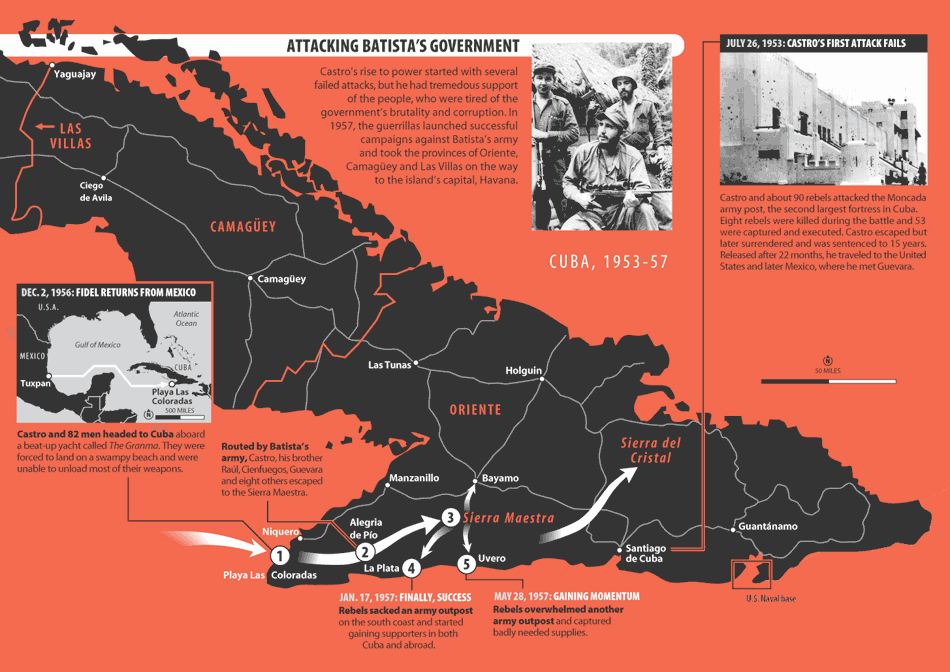 ATTACKING BATISTA'S GOVERNMENT
Castro's rise to power started with several
failed attacks, but he had tremedous support
of the people, who were tired of the
government's brutality and corruption. In
1957, the guerrillas launched successful
campaigns against Batista's army
and took the provinces of Oriente,
Camagüey and Las Villas on the way
to the island's capital, Havana.
CUBA, 1953-57
JULY 26, 1953: CASTRO'S FIRST ATTACK FAILS
Castro and about 90 rebels attacked the Moncada
army post, the second largest fortress in Cuba.
Eight rebels were killed during the battle and 53
were captured and executed. Castro escaped but
later surrendered and was sentenced to 15 years.
Released after 22 months, he traveled to the United
States and later Mexico, where he met Guevara.
N
50 MILES
Yaguajay
LAS
VILLAS
Ciego
de Avila
CAMAGÜEY
Camagüey
DEC. 2, 1956: FIDEL RETURNS FROM MEXICO
U.S.A.
Atlantic
Ocean
Gulf of Mexico
MEXICO
CUBA
Tuxpan
Playa Las
Coloradas
N
500 MILES
Castro and 82 men headed to Cuba aboard
a beat-up yacht called The Granma. They were
forced to land on a swampy beach and were
unable to unload most of their weapons.
Las Tunas
Holguin
ORIENTE
Routed by Batista's
army, Castro, his brother
Raúl, Cienfuegos, Guevara
and eight others escaped
to the Sierra Maestra.
Sierra del
Cristal
Manzanillo
Bayamo
3
Sierra Maestra
Niquero
Alegria
de Pío
1
2
Playa Las Coloradas
La Plata
4
5
Uvero
Santiago
de Cuba
Guantánamo
U.S. Naval base
JAN. 17, 1957: FINALLY, SUCCESS
Rebels sacked an army outpost
on the south coast and started
gaining supporters in both
Cuba and abroad.
MAY 28, 1957: GAINING MOMENTUM
Rebels overwhelmed another
army outpost and captured
badly needed supplies.